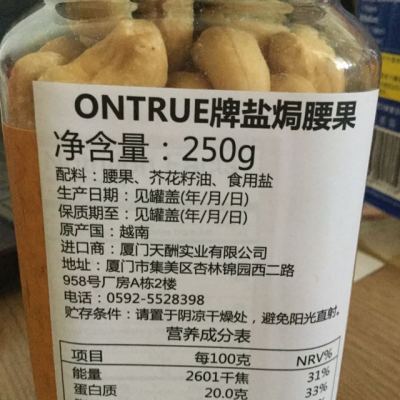 ONTRUE牌盐焗腰果
净含量：250g
配料：腰果、芥花籽油、食用盐
生产日期：见罐盖(年/月/日)
保质期至：见罐盖(年/月/日)
原产国：越南
进口商：厦门天酬实业有限公司
地址：厦门市集美区杏林锦园西二路
958号厂房A栋2楼
电话：0592-5528398
贮存条件：请置于阴凉干燥处，避免阳光直射。
营养成分表
项目 每100克 NRV%
能量 2601千焦 31%
蛋白质 20.0克 33%